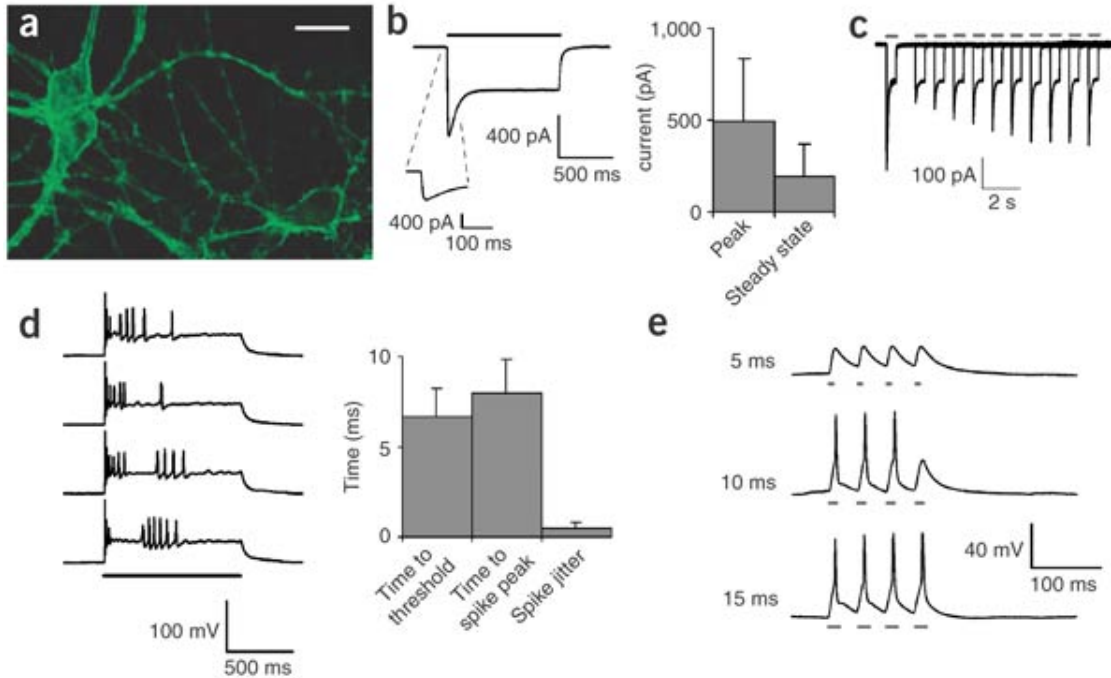 a
b
400 pA
500 ms
400 pA
100 ms
current (pA)
1,000
500
0
Peak
Steady state
c
100 pA
2 s
d
100 mV
500 ms
Time (ms)
10
5
0
Time to
threshold
Time to
spike peak
Spike jitter
e
5 ms
10 ms
15 ms
40 mV
100 ms